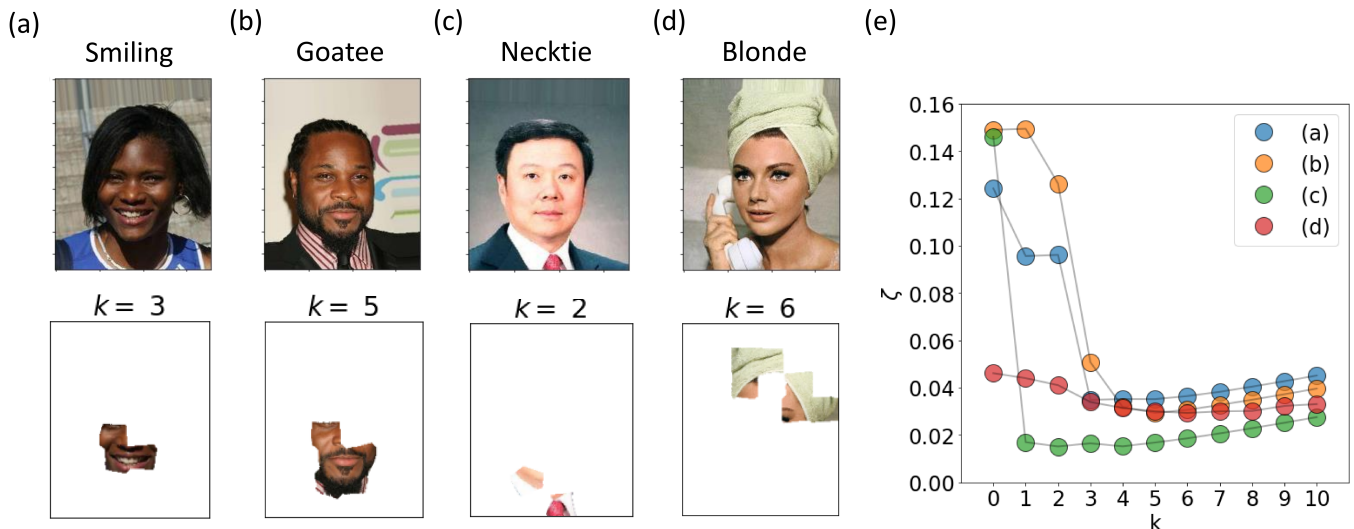 (a)
Smiling
k = 3
(b)
Goatee
k = 5
(c)
Necktie
k = 2
(d)
Blonde
k = 6
(e)
0.16
0.14
0.12
0.10
0.08
0.06
0.04
0.02
0.00
ζ
0 1 2 3 4 5 6 7 8 9 10
k
(a)
(b)
(c)
(d)